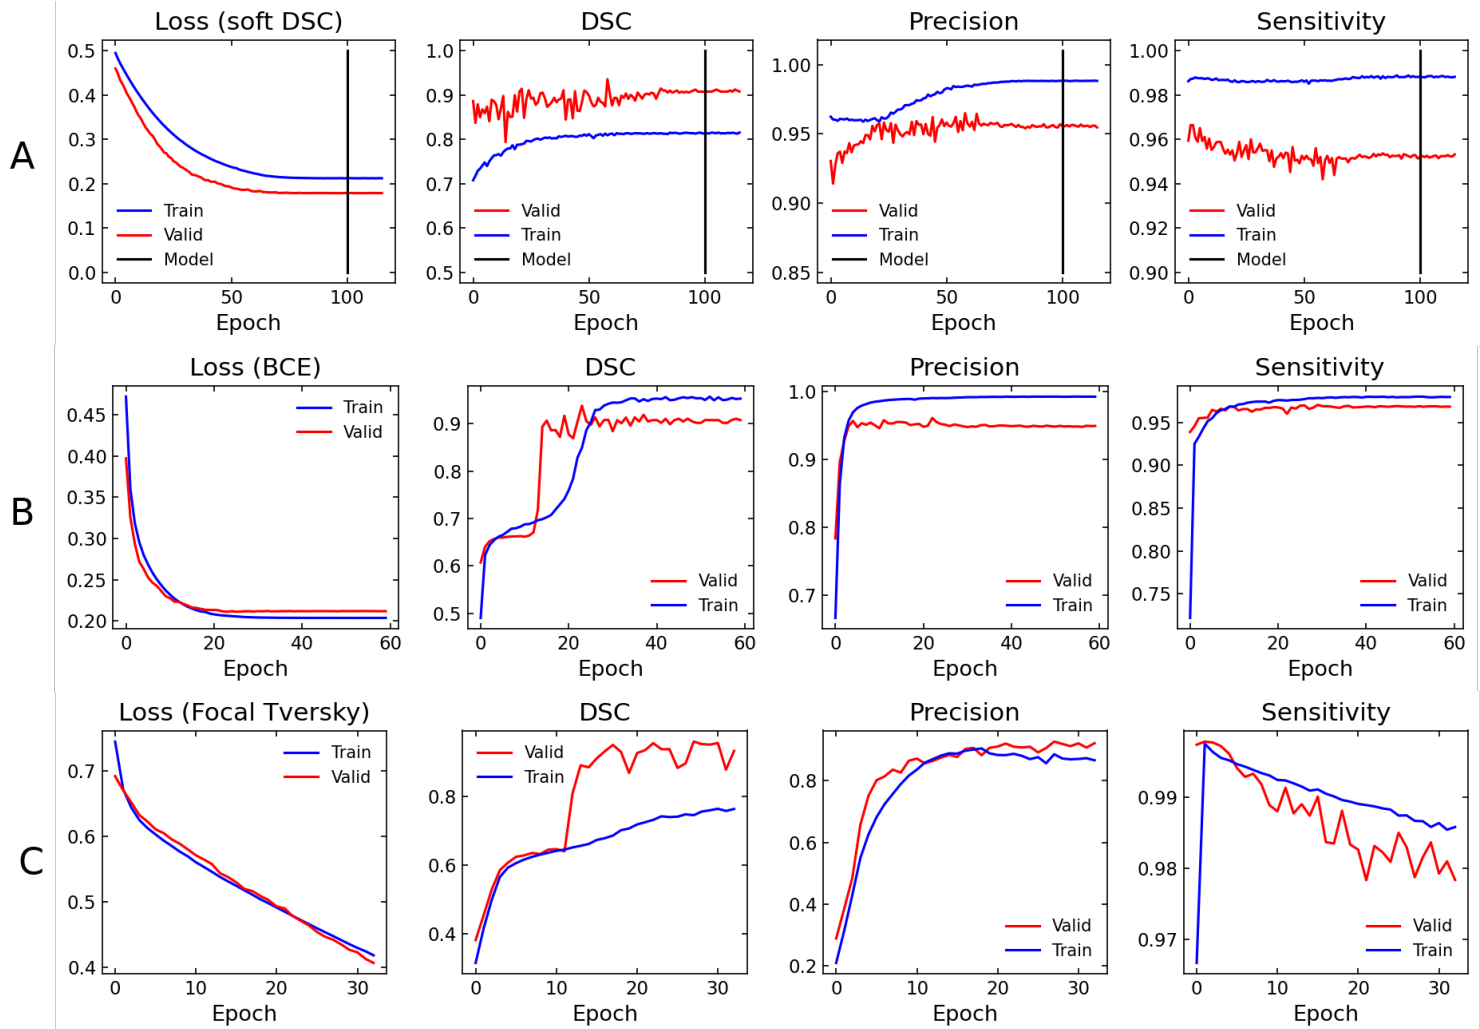 A
Loss (soft DSC)
0.5
0.4
0.3
0.2
0.1
0.0
Train
Valid
Model
0 50 100
Epoch
DSC
1.0
0.9
0.8
0.7
0.6
0.5
Valid
Train
Model
0 50 100
Epoch
Precision
1.00
0.95
0.90
0.85
Valid
Train
Model
0 50 100
Epoch
Sensitivity
1.00
0.98
0.96
0.94
0.92
0.90
Valid
Train
Model
0 50 100
Epoch
B
Loss (BCE)
0.45
0.40
0.35
0.30
0.25
0.20
Train
Valid
0 20 40 60
Epoch
DSC
0.9
0.8
0.7
0.6
0.5
Valid
Train
0 20 40 60
Epoch
Precision
1.0
0.9
0.8
0.7
Valid
Train
0 20 40 60
Epoch
Sensitivity
0.95
0.90
0.85
0.80
0.75
Valid
Train
0 20 40 60
Epoch
C
Loss (Focal Tversky)
0.7
0.6
0.5
0.4
Train
Valid
0 10 20 30
Epoch
DSC
0.8
0.6
0.4
Valid
Train
0 10 20 30
Epoch
Precision
0.8
0.6
0.4
0.2
Valid
Train
0 10 20 30
Epoch
Sensitivity
0.99
0.98
0.97
Valid
Train
0 10 20 30
Epoch